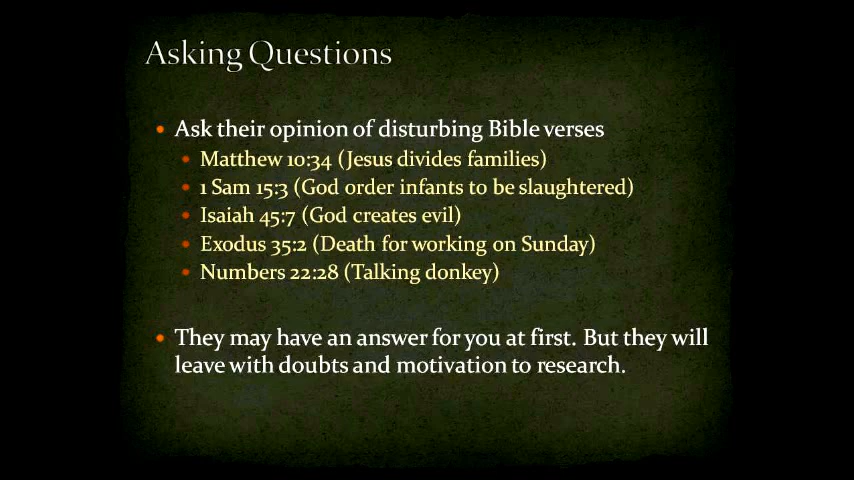 Asking Questions
• Ask their opinion of disturbing Bible verses
• Matthew 10:34 (Jesus divides families)
• 1 Sam 15:3 (God order infants to be slaughtered)
• Isaiah 45:7 (God creates evil)
• Exodus 35:2 (Death for working on Sunday)
• Numbers 22:28 (Talking donkey)
• They may have an answer for you at first. But they will
leave with doubts and motivation to research.